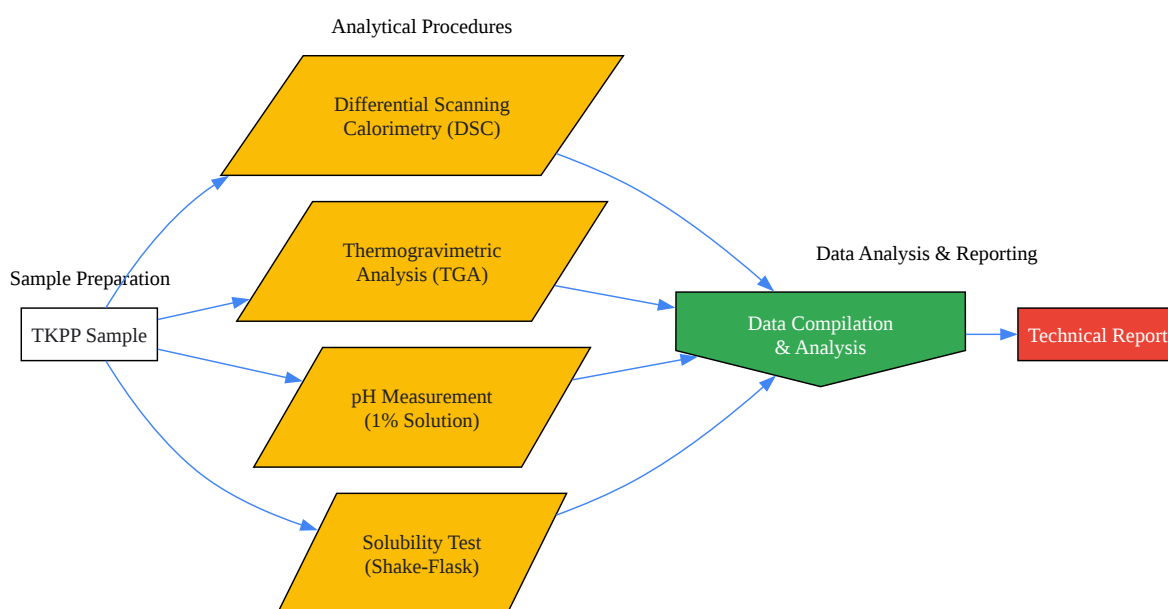 Analytical Procedures
Differential Scanning
Calorimetry (DSC)
Thermogravimetric
Analysis (TGA)
Data Analysis & Reporting
Sample Preparation
TKPP Sample
Data Compilation
& Analysis
Technical Report
pH Measurement
(1% Solution)
Solubility Test
(Shake-Flask)